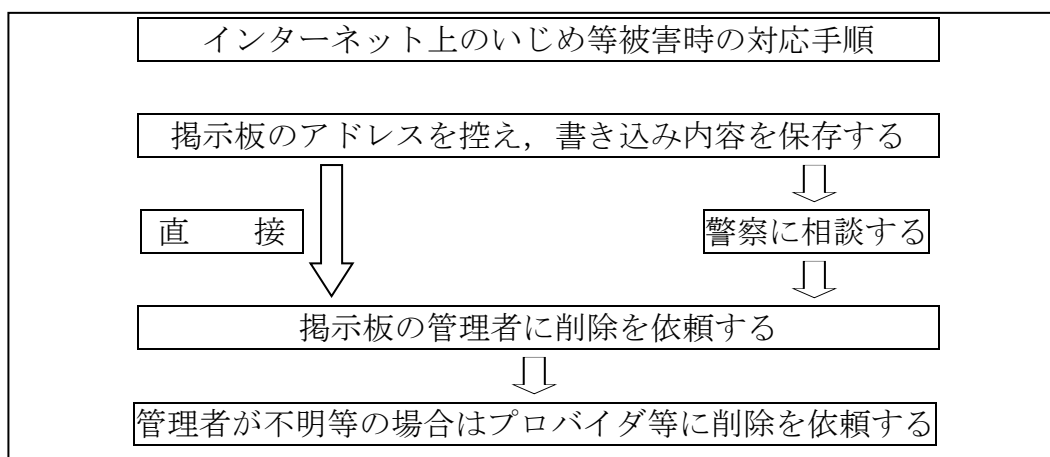 インターネット上のいじめ等被害時の対応手順
掲示板のアドレスを控え，書き込み内容を保存する
直　　接
警察に相談する
掲示板の管理者に削除を依頼する
管理者が不明等の場合はプロバイダ等に削除を依頼する